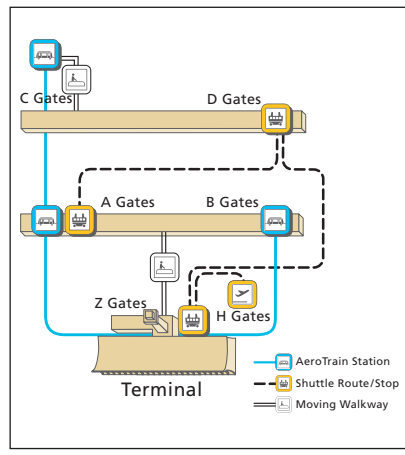 C Gates
D Gates
A Gates
B Gates
Z Gates
H Gates
Terminal
AeroTrain Station
Shuttle Route/Stop
Moving Walkway